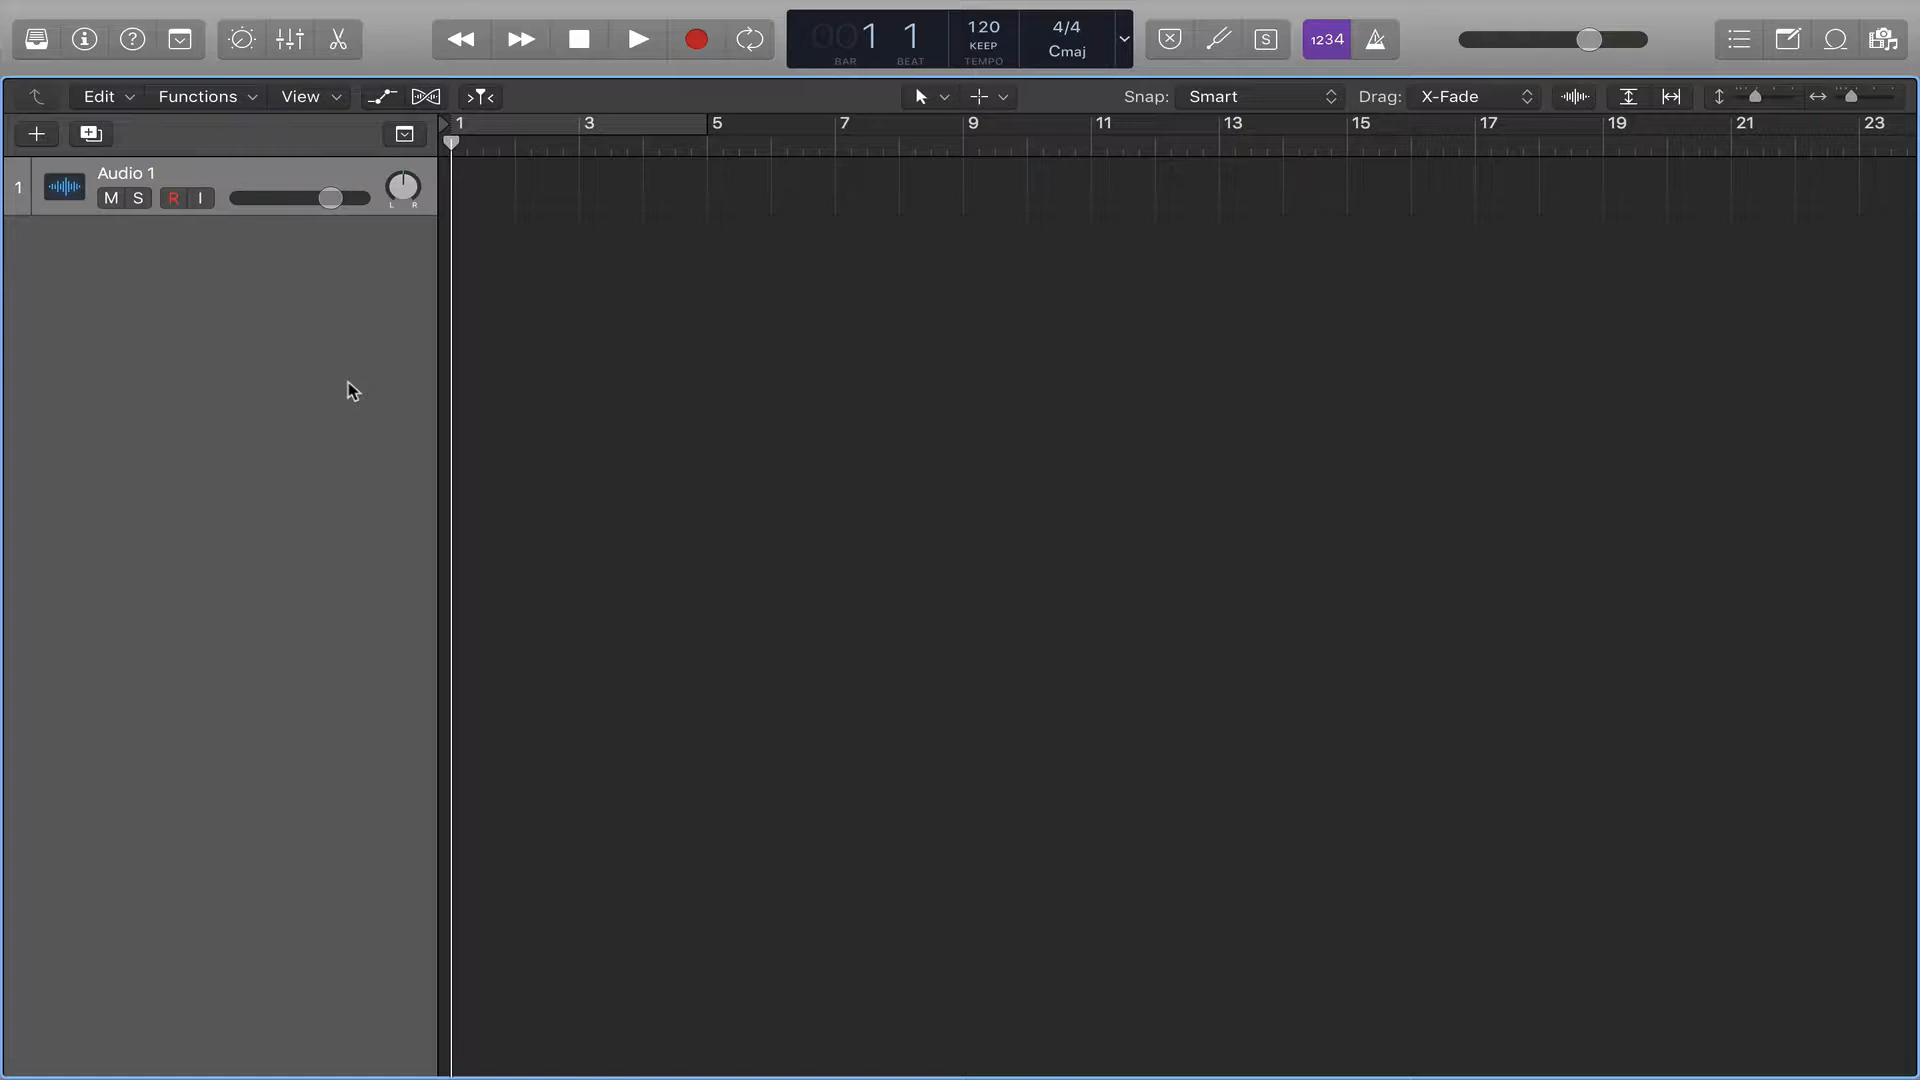 001 1
BAR BEAT
120
KEEP
TEMPO
4/4
Cmaj
S
1234
Edit Functions View
Snap: Smart Drag: X-Fade
1 3 5 7 9 11 13 15 17 19 21 23
1
Audio 1
M S R I
L R